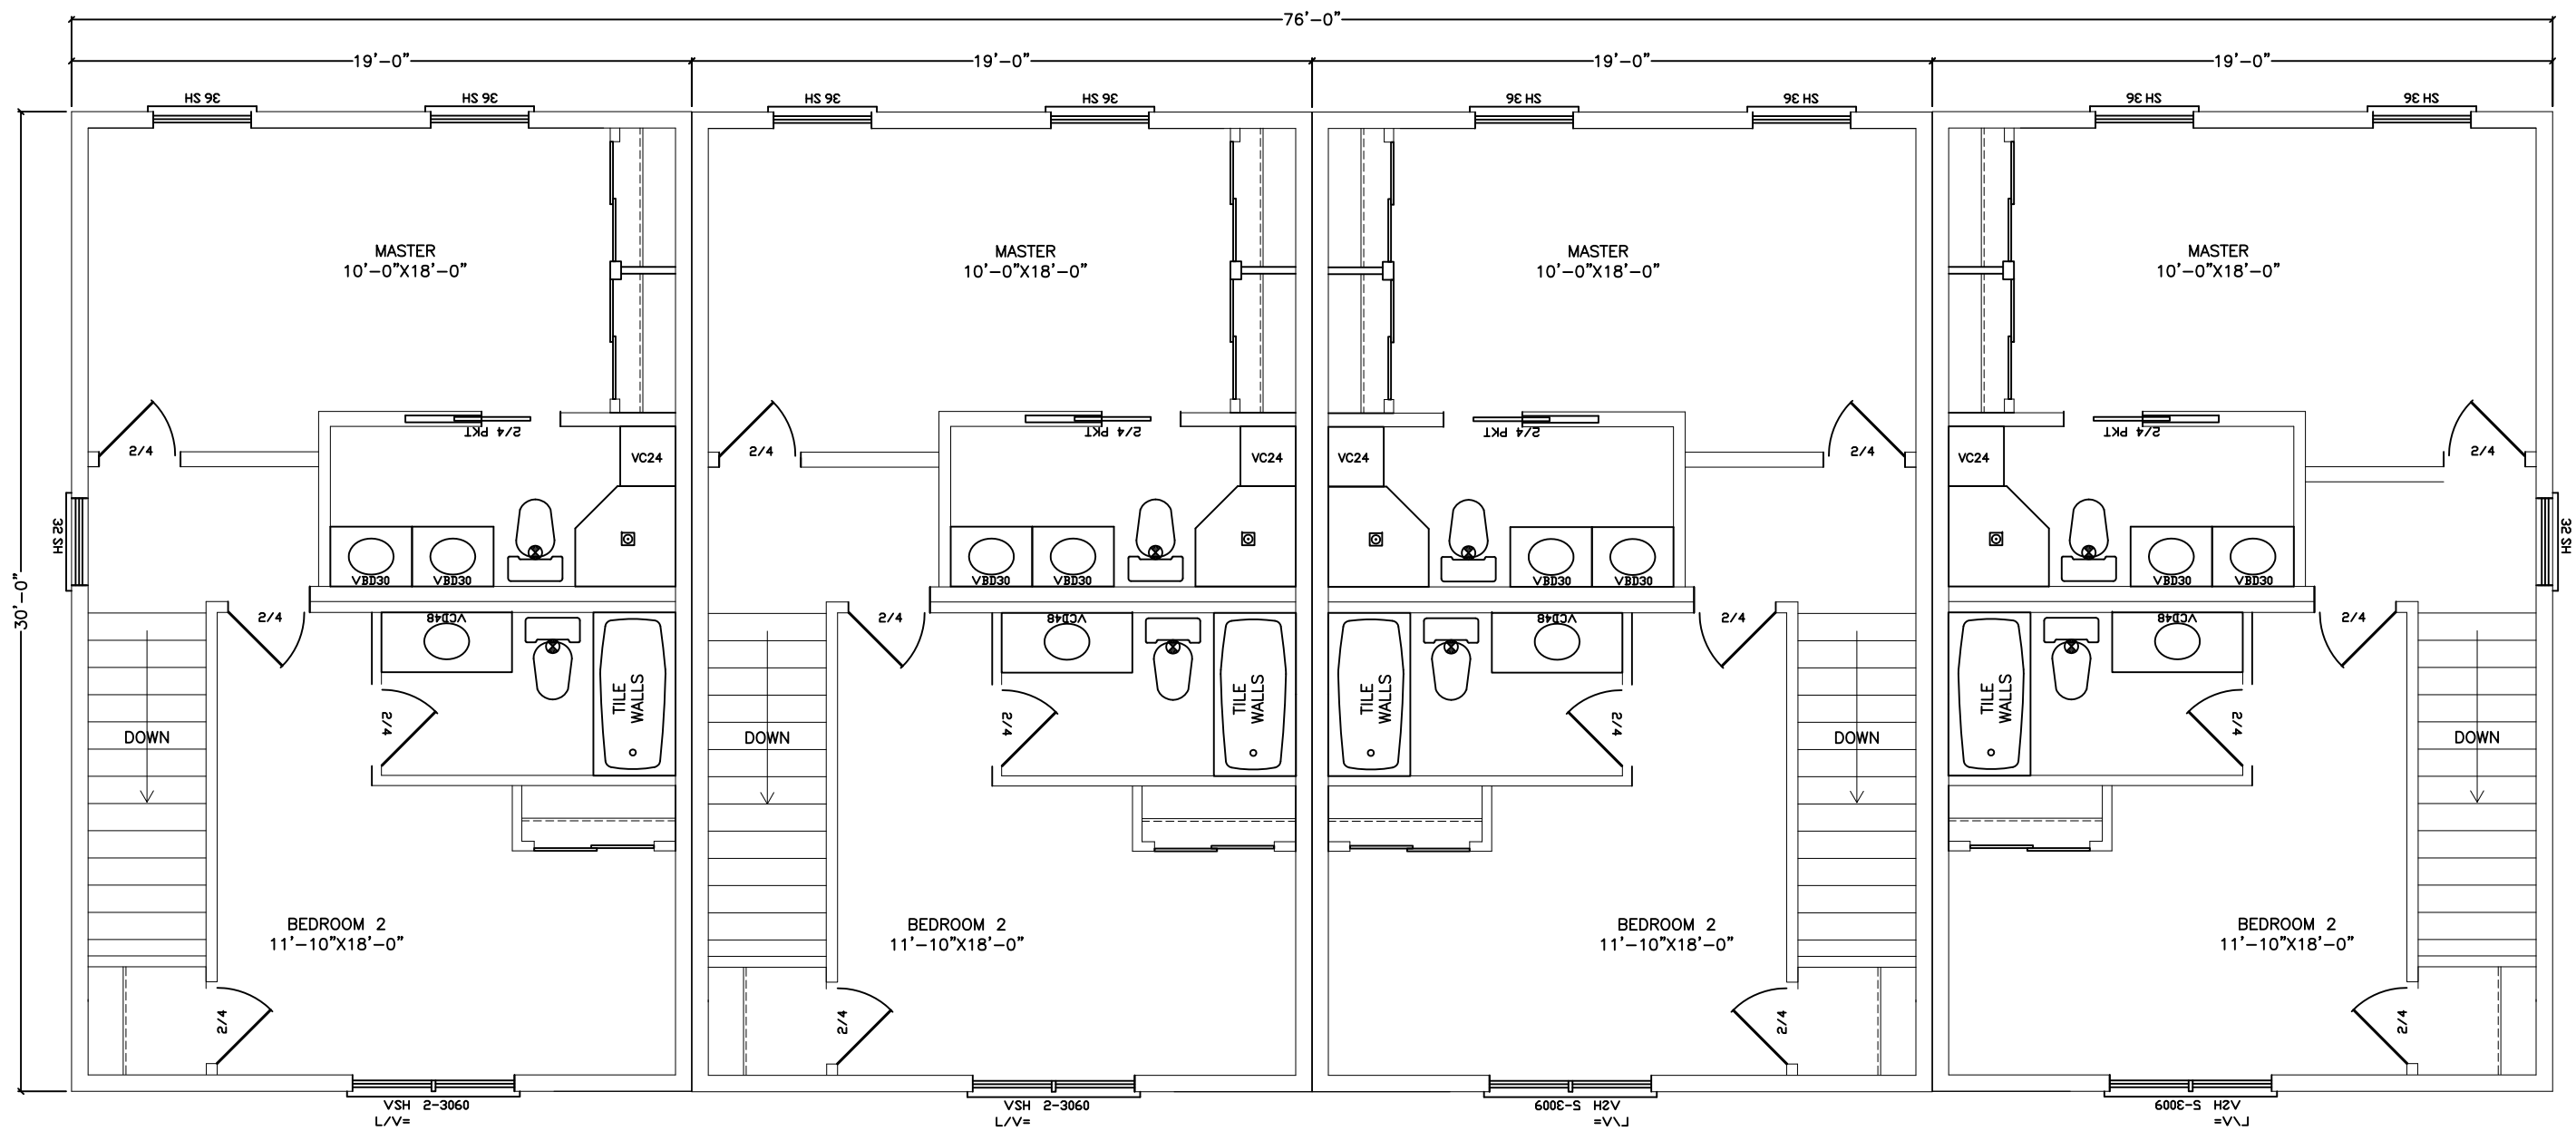 76'-0"
19'-0" 19'-0" 19'-0" 19'-0"
36 SH 36 SH 36 SH 36 SH SH 36 SH 36 SH 36 SH 36
MASTER MASTER MASTER MASTER
10'-0"X18'-0" 10'-0"X18'-0" 10'-0"X18'-0" 10'-0"X18'-0"
2/4 PKT 2/4 PKT 2/4 PKT 2/4 PKT
2/4 2/4 2/4 2/4
VC24 VC24 VC24 VC24
32 SH 32 SH
VBD30 VBD30 VBD30 VBD30 VBD30 VBD30 VBD30 VBD30
30'-0"
2/4 VCD48 2/4 VCD48 VCD48 2/4 VCD48 2/4
TILE TILE TILE TILE
WALLS WALLS WALLS WALLS
2/4 2/4 2/4 2/4
DOWN DOWN DOWN DOWN
BEDROOM 2 BEDROOM 2 BEDROOM 2 BEDROOM 2
11'-10"X18'-0" 11'-10"X18'-0" 11'-10"X18'-0" 11'-10"X18'-0"
2/4 2/4 2/4 2/4
VSH 2-3060 VSH 2-3060 VSH 2-3060 VSH 2-3060
L/V= L/V= L/V= L/V=